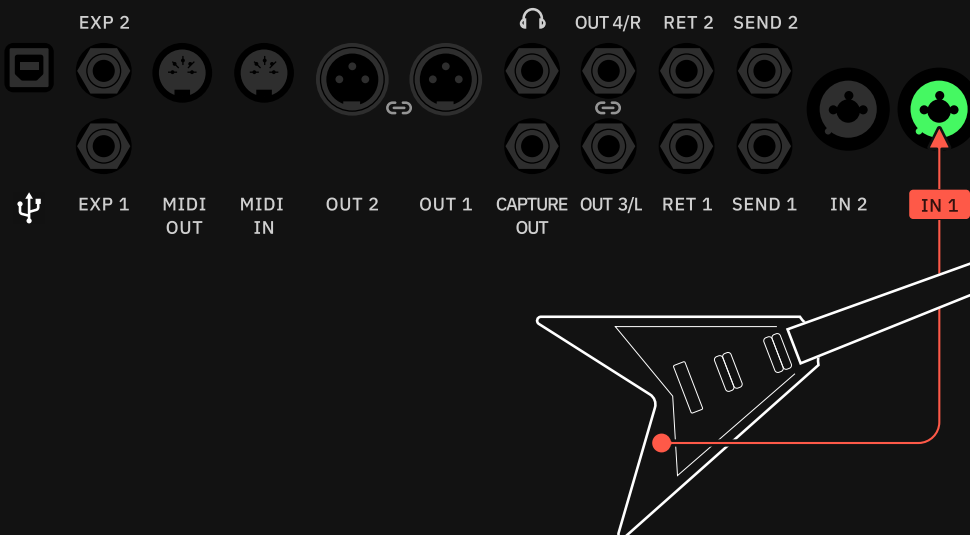 EXP 2
OUT 4/R
RET 2
SEND 2
EXP 1
MIDI
OUT
MIDI
IN
OUT 2
OUT 1
CAPTURE
OUT
OUT 3/L
RET 1
SEND 1
IN 2
IN 1